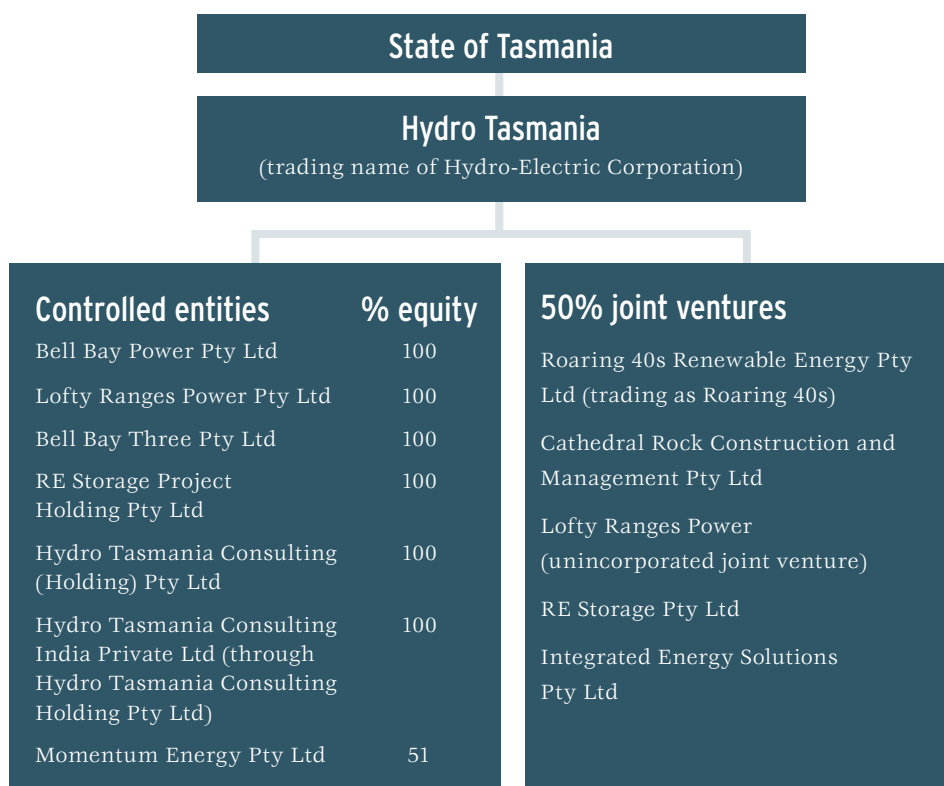 State of Tasmania
Hydro Tasmania
(trading name of Hydro-Electric Corporation)
Controlled entities % equity
Bell Bay Power Pty Ltd 100
Lofty Ranges Power Pty Ltd 100
Bell Bay Three Pty Ltd 100
RE Storage Project 100
Holding Pty Ltd
Hydro Tasmania Consulting 100
(Holding) Pty Ltd
Hydro Tasmania Consulting 100
India Private Ltd (through
Hydro Tasmania Consulting
Holding Pty Ltd)
Momentum Energy Pty Ltd 51
50% joint ventures
Roaring 40s Renewable Energy Pty
Ltd (trading as Roaring 40s)
Cathedral Rock Construction and
Management Pty Ltd
Lofty Ranges Power
(unincorporated joint venture)
RE Storage Pty Ltd
Integrated Energy Solutions
Pty Ltd